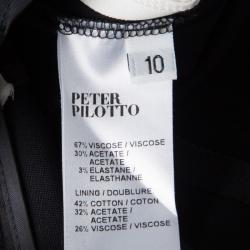 10
PETER
PILOTTO
67% VISCOSE / VISCOSE
30% ACETATE /
ACETATE
3% ELASTANE /
ELASTHANNE
LINING / DOUBLURE
42% COTTON / COTON
32% ACETATE /
ACETATE
26% VISCOSE / VISCOSE